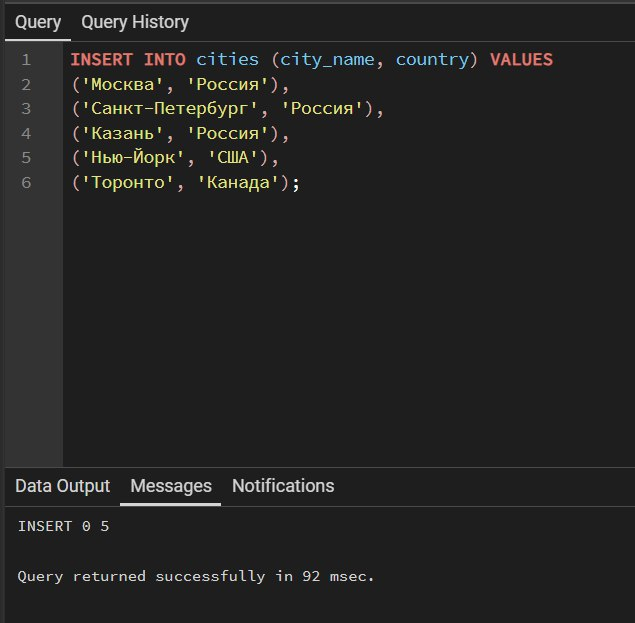 Query Query History
1 INSERT INTO cities (city_name, country) VALUES
2 ('Москва', 'Россия'),
3 ('Санкт-Петербург', 'Россия'),
4 ('Казань', 'Россия'),
5 ('Нью-Йорк', 'США'),
6 ('Торонто', 'Канада');
Data Output Messages Notifications
INSERT 0 5
Query returned successfully in 92 msec.